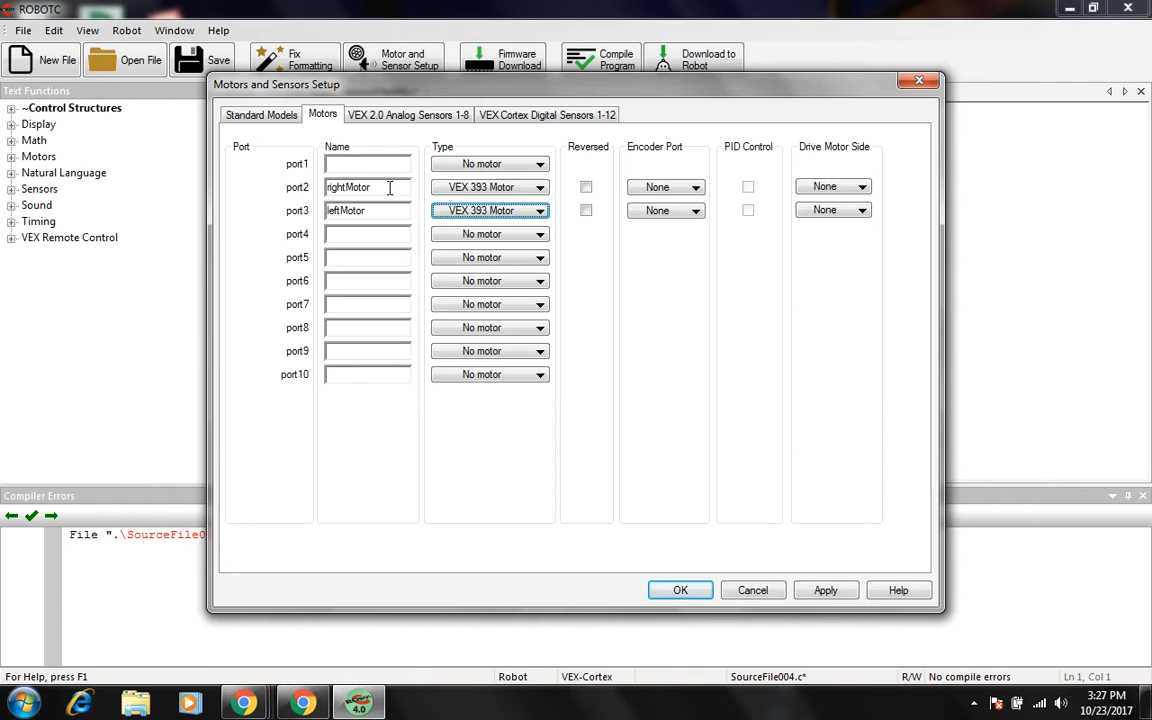 ROBOTC
File Edit View Robot Window Help
New File Open File Save Fix Formatting Motor and Sensor Setup Firmware Download Compile Program Download to Robot
Text Functions
~Control Structures
Display
Math
Motors
Natural Language
Sensors
Sound
Timing
VEX Remote Control
Motors and Sensors Setup
Standard Models Motors VEX 2.0 Analog Sensors 1-8 VEX Cortex Digital Sensors 1-12
Port Name Type Reversed Encoder Port PID Control Drive Motor Side
port1 No motor
port2 rightMotor VEX 393 Motor None None
port3 leftMotor VEX 393 Motor None None
port4 No motor
port5 No motor
port6 No motor
port7 No motor
port8 No motor
port9 No motor
port10 No motor
OK Cancel Apply Help
Compiler Errors
File ".\SourceFile0
For Help, press F1 Robot VEX-Cortex SourceFile004.c* R/W No compile errors Ln 1, Col 1
4.0
3:27 PM
10/23/2017